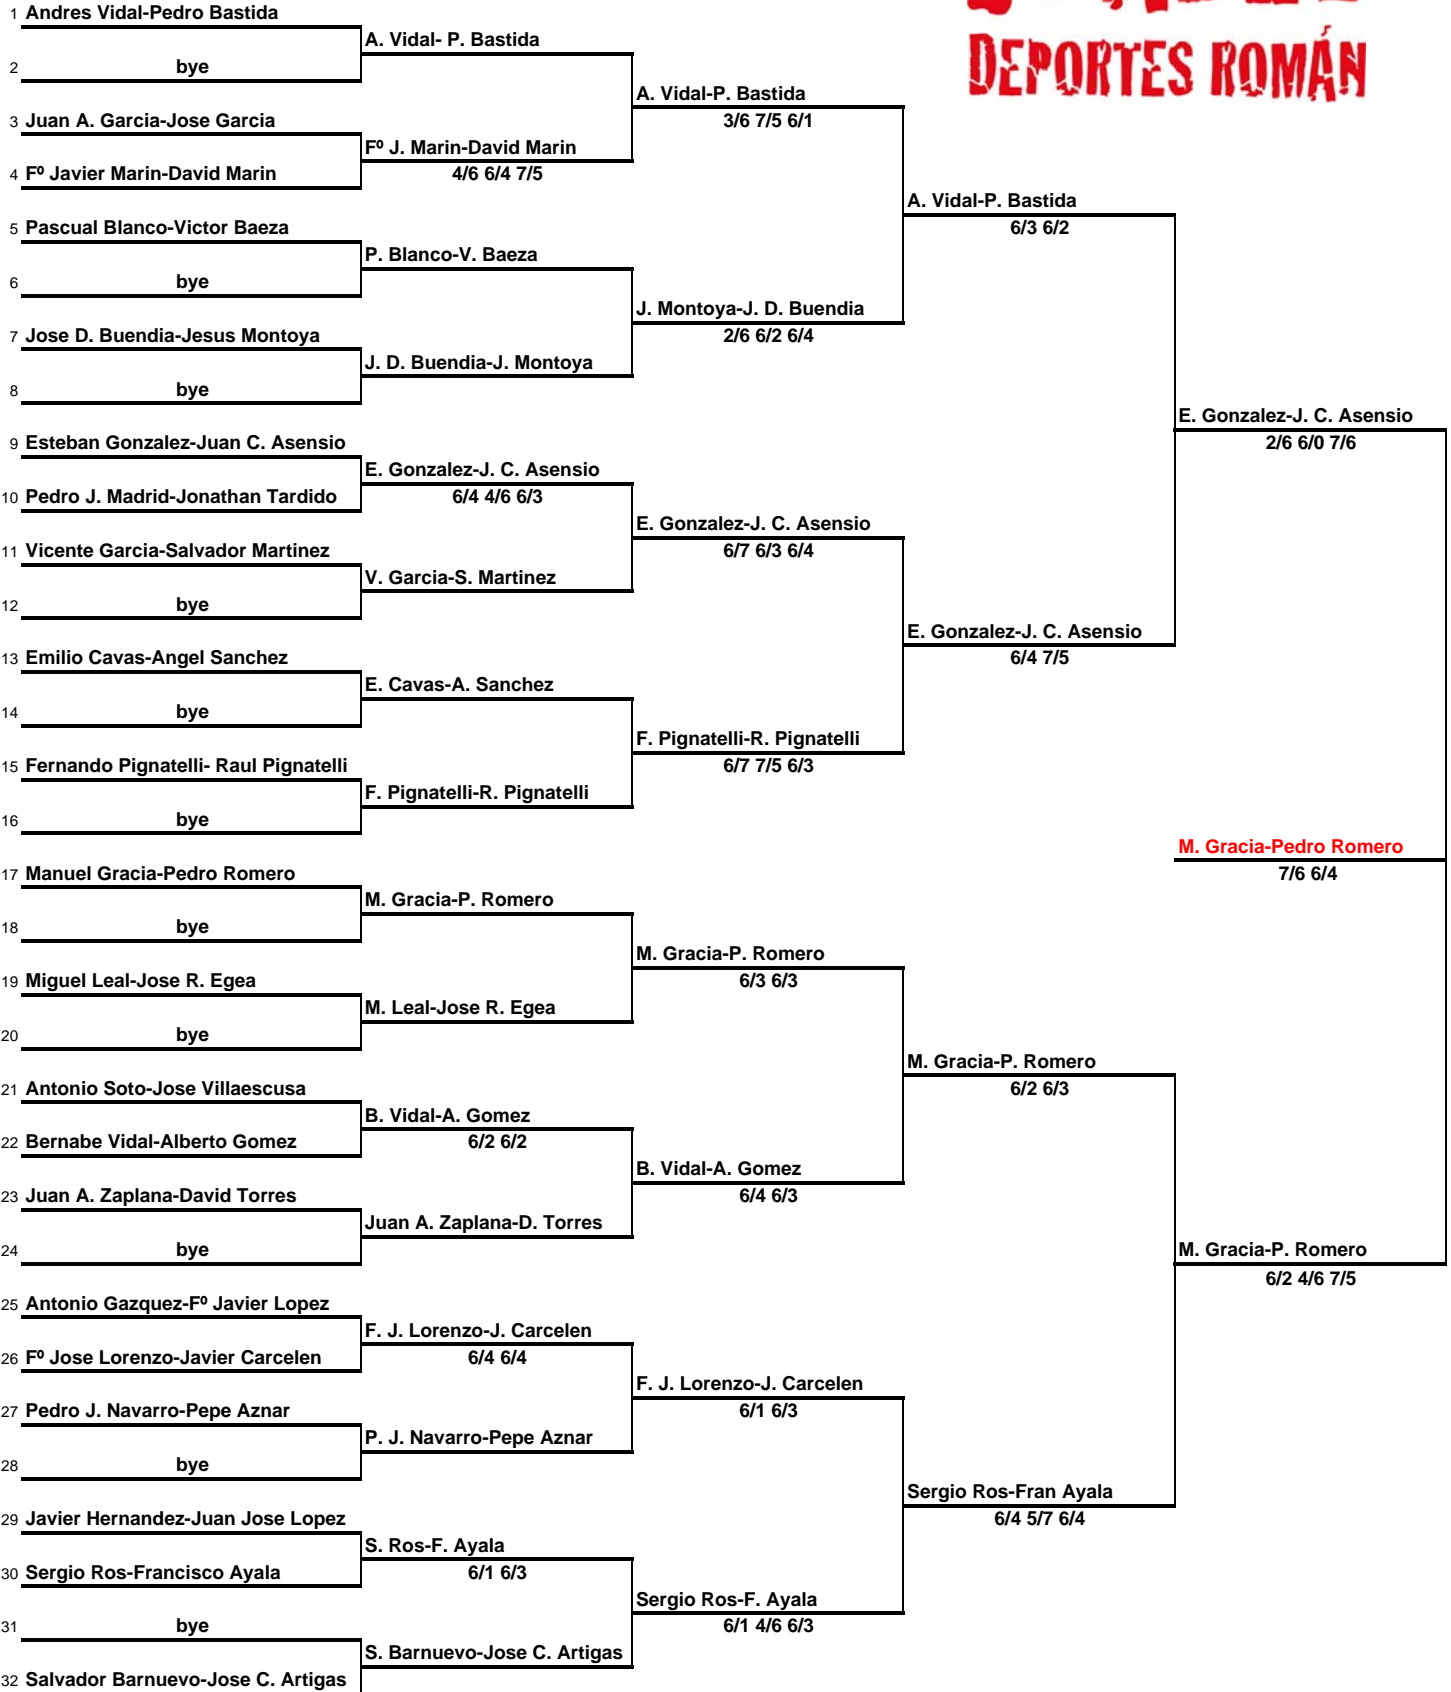 DEPORTES ROMÁN
1 Andres Vidal-Pedro Bastida
2 bye
3 Juan A. Garcia-Jose Garcia
4 Fº Javier Marin-David Marin
5 Pascual Blanco-Victor Baeza
6 bye
7 Jose D. Buendia-Jesus Montoya
8 bye
9 Esteban Gonzalez-Juan C. Asensio
10 Pedro J. Madrid-Jonathan Tardido
11 Vicente Garcia-Salvador Martinez
12 bye
13 Emilio Cavas-Angel Sanchez
14 bye
15 Fernando Pignatelli- Raul Pignatelli
16 bye
17 Manuel Gracia-Pedro Romero
18 bye
19 Miguel Leal-Jose R. Egea
20 bye
21 Antonio Soto-Jose Villaescusa
22 Bernabe Vidal-Alberto Gomez
23 Juan A. Zaplana-David Torres
24 bye
25 Antonio Gazquez-Fº Javier Lopez
26 Fº Jose Lorenzo-Javier Carcelen
27 Pedro J. Navarro-Pepe Aznar
28 bye
29 Javier Hernandez-Juan Jose Lopez
30 Sergio Ros-Francisco Ayala
31 bye
32 Salvador Barnuevo-Jose C. Artigas
A. Vidal- P. Bastida
Fº J. Marin-David Marin
4/6 6/4 7/5
P. Blanco-V. Baeza
J. D. Buendia-J. Montoya
E. Gonzalez-J. C. Asensio
6/4 4/6 6/3
V. Garcia-S. Martinez
E. Cavas-A. Sanchez
F. Pignatelli-R. Pignatelli
M. Gracia-P. Romero
M. Leal-Jose R. Egea
B. Vidal-A. Gomez
6/2 6/2
Juan A. Zaplana-D. Torres
F. J. Lorenzo-J. Carcelen
6/4 6/4
P. J. Navarro-Pepe Aznar
S. Ros-F. Ayala
6/1 6/3
S. Barnuevo-Jose C. Artigas
A. Vidal-P. Bastida
3/6 7/5 6/1
J. Montoya-J. D. Buendia
2/6 6/2 6/4
E. Gonzalez-J. C. Asensio
6/7 6/3 6/4
F. Pignatelli-R. Pignatelli
6/7 7/5 6/3
M. Gracia-P. Romero
6/3 6/3
B. Vidal-A. Gomez
6/4 6/3
F. J. Lorenzo-J. Carcelen
6/1 6/3
Sergio Ros-F. Ayala
6/1 4/6 6/3
A. Vidal-P. Bastida
6/3 6/2
E. Gonzalez-J. C. Asensio
6/4 7/5
M. Gracia-P. Romero
6/2 6/3
Sergio Ros-Fran Ayala
6/4 5/7 6/4
E. Gonzalez-J. C. Asensio
2/6 6/0 7/6
M. Gracia-Pedro Romero
7/6 6/4
M. Gracia-P. Romero
6/2 4/6 7/5